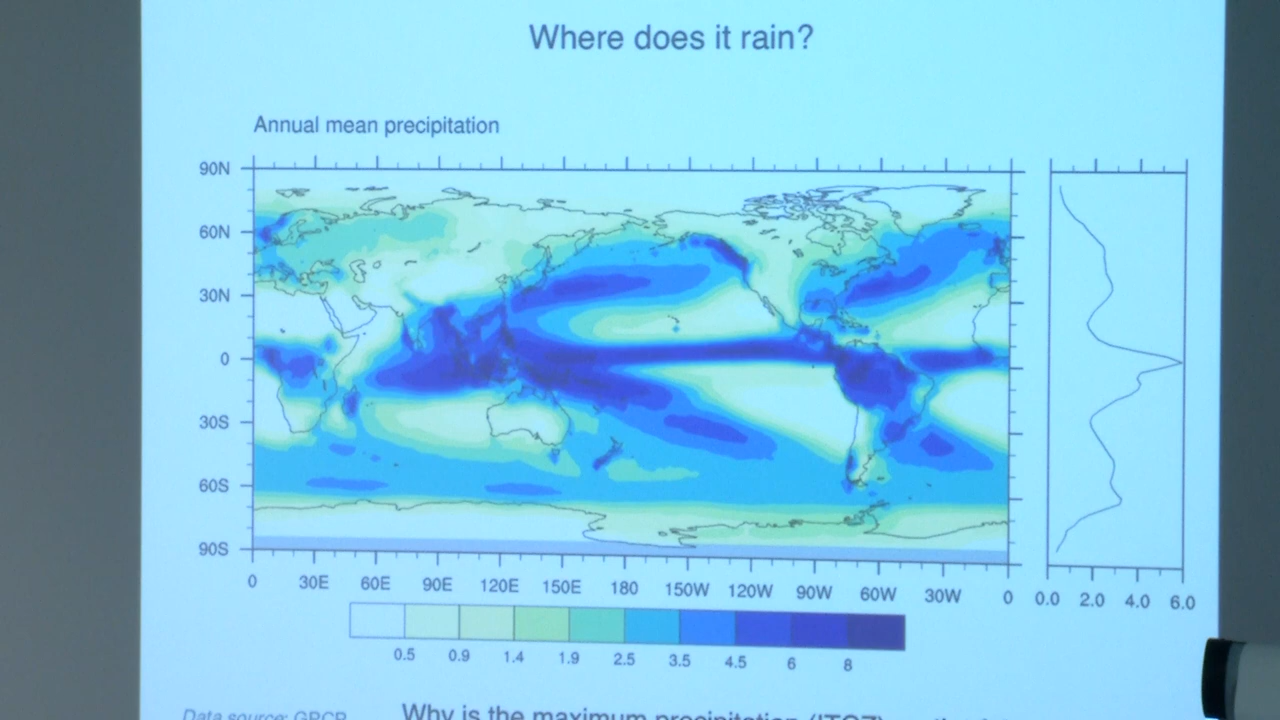 Where does it rain?
Annual mean precipitation
90N
60N
30N
0
30S
60S
90S
0 30E 60E 90E 120E 150E 180 150W 120W 90W 60W 30W 0
0.0 2.0 4.0 6.0
0.5 0.9 1.4 1.9 2.5 3.5 4.5 6 8
Data source: GPCP
Why is the maximum precipitation (ITCZ)